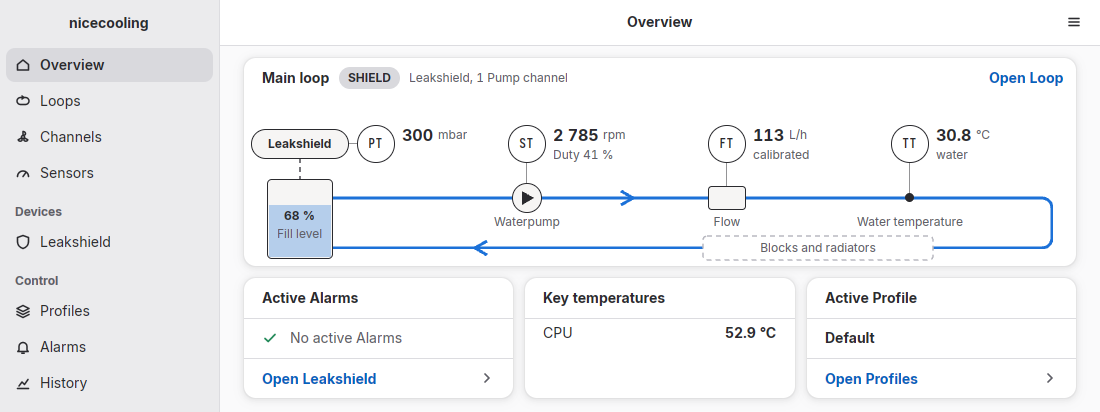 nicecooling
Overview
Overview
Loops
Channels
Sensors
Devices
Leakshield
Control
Profiles
Alarms
History
Main loop SHIELD Leakshield, 1 Pump channel Open Loop
Leakshield PT 300 mbar
ST 2 785 rpm
Duty 41 %
FT 113 L/h
calibrated
TT 30.8 °C
water
68 %
Fill level
Waterpump
Flow
Water temperature
Blocks and radiators
Active Alarms
No active Alarms
Open Leakshield
Key temperatures
CPU 52.9 °C
Active Profile
Default
Open Profiles